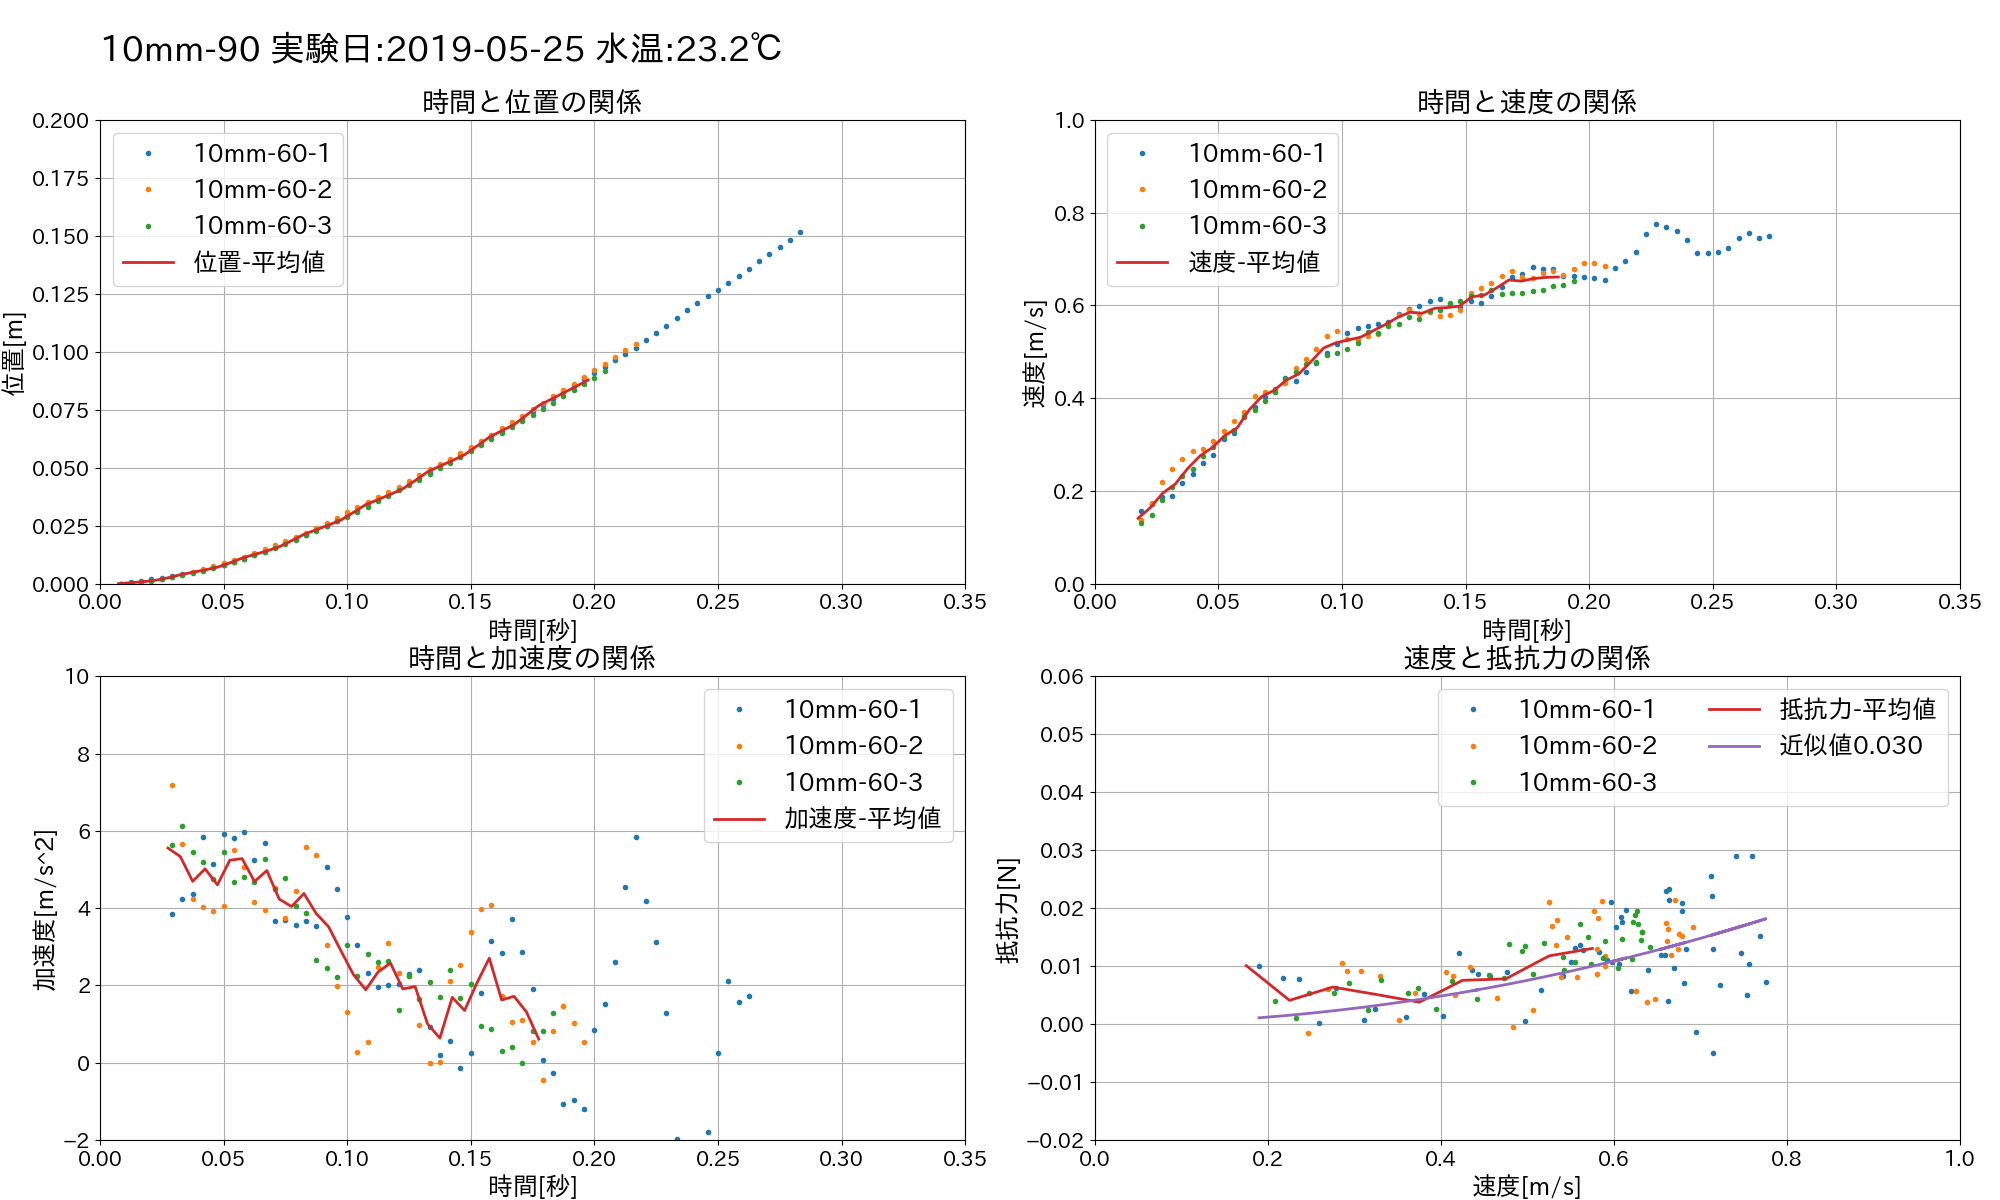 10mm-90 実験日:2019-05-25 水温:23.2℃
時間と位置の関係
0.200
0.175
0.150
0.125
0.100
0.075
0.050
0.025
0.000
位置[m]
10mm-60-1
10mm-60-2
10mm-60-3
位置-平均値
0.00 0.05 0.10 0.15 0.20 0.25 0.30 0.35
時間[秒]
時間と速度の関係
1.0
0.8
0.6
0.4
0.2
0.0
速度[m/s]
10mm-60-1
10mm-60-2
10mm-60-3
速度-平均値
0.00 0.05 0.10 0.15 0.20 0.25 0.30 0.35
時間[秒]
時間と加速度の関係
10
8
6
4
2
0
−2
加速度[m/s^2]
10mm-60-1
10mm-60-2
10mm-60-3
加速度-平均値
0.00 0.05 0.10 0.15 0.20 0.25 0.30 0.35
時間[秒]
速度と抵抗力の関係
0.06
0.05
0.04
0.03
0.02
0.01
0.00
−0.01
−0.02
抵抗力[N]
10mm-60-1
10mm-60-2
10mm-60-3
抵抗力-平均値
近似値0.030
0.0 0.2 0.4 0.6 0.8 1.0
速度[m/s]